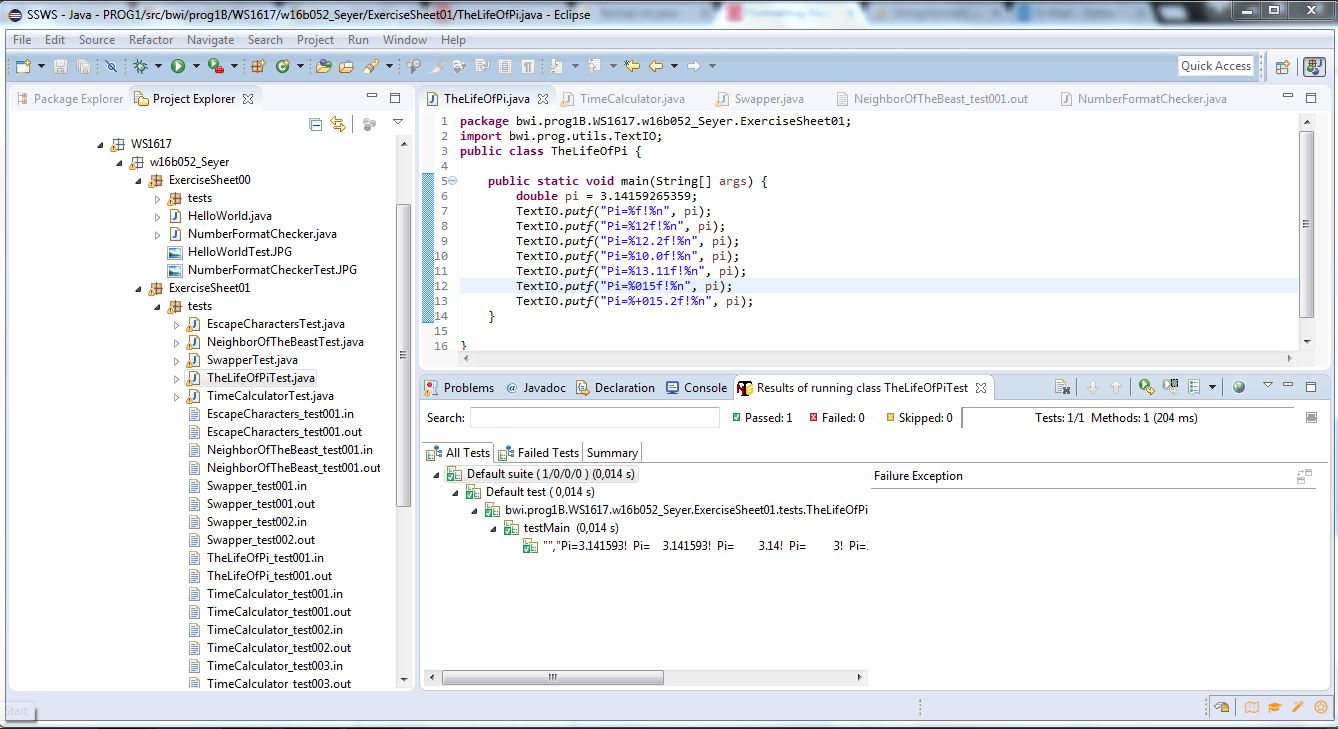 SSWS - Java - PROG1/src/bwi/prog1B/WS1617/w16b052_Seyer/ExerciseSheet01/TheLifeOfPi.java - Eclipse
File Edit Source Refactor Navigate Search Project Run Window Help
Quick Access
Package Explorer Project Explorer
WS1617
w16b052_Seyer
ExerciseSheet00
tests
HelloWorld.java
NumberFormatChecker.java
HelloWorldTest.JPG
NumberFormatCheckerTest.JPG
ExerciseSheet01
tests
EscapeCharactersTest.java
NeighborOfTheBeastTest.java
SwapperTest.java
TheLifeOfPiTest.java
TimeCalculatorTest.java
EscapeCharacters_test001.in
EscapeCharacters_test001.out
NeighborOfTheBeast_test001.in
NeighborOfTheBeast_test001.out
Swapper_test001.in
Swapper_test001.out
Swapper_test002.in
Swapper_test002.out
TheLifeOfPi_test001.in
TheLifeOfPi_test001.out
TimeCalculator_test001.in
TimeCalculator_test001.out
TimeCalculator_test002.in
TimeCalculator_test002.out
TimeCalculator_test003.in
TimeCalculator_test003.out
TheLifeOfPi.java TimeCalculator.java Swapper.java NeighborOfTheBeast_test001.out NumberFormatChecker.java
1 package bwi.prog1B.WS1617.w16b052_Seyer.ExerciseSheet01;
2 import bwi.prog.utils.TextIO;
3 public class TheLifeOfPi {
4
5 public static void main(String[] args) {
6 double pi = 3.14159265359;
7 TextIO.putf("Pi=%f!%n", pi);
8 TextIO.putf("Pi=%12f!%n", pi);
9 TextIO.putf("Pi=%12.2f!%n", pi);
10 TextIO.putf("Pi=%10.0f!%n", pi);
11 TextIO.putf("Pi=%13.11f!%n", pi);
12 TextIO.putf("Pi=%015f!%n", pi);
13 TextIO.putf("Pi=%+015.2f!%n", pi);
14 }
15
16 }
Problems @ Javadoc Declaration Console Results of running class TheLifeOfPiTest
Search: Passed: 1 Failed: 0 Skipped: 0 Tests: 1/1 Methods: 1 (204 ms)
All Tests Failed Tests Summary
Default suite ( 1/0/0/0 ) (0,014 s)
Default test ( 0,014 s)
bwi.prog1B.WS1617.w16b052_Seyer.ExerciseSheet01.tests.TheLifeOfPi
testMain (0,014 s)
"","Pi=3.141593! Pi= 3.141593! Pi= 3.14! Pi= 3! Pi=
Failure Exception
Start